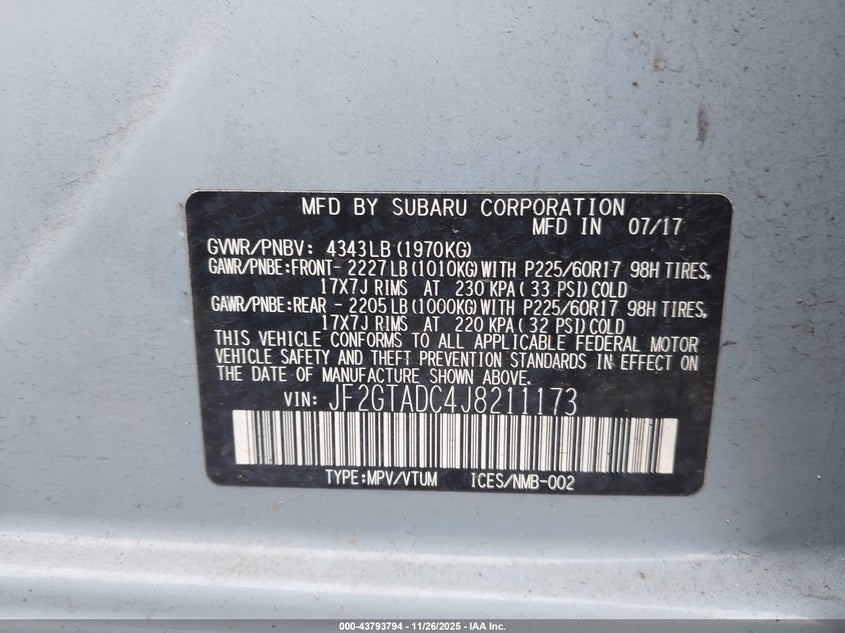 MFD BY SUBARU CORPORATION
MFD IN 07/17
GVWR/PNBV: 4343LB (1970KG)
GAWR/PNBE:FRONT- 2227 LB (1010KG) WITH P225/60R17 98H TIRES,
17X7J RIMS AT 230 KPA ( 33 PSI) COLD
GAWR/PNBE:REAR - 2205 LB (1000KG) WITH P225/60R17 98H TIRES,
17X7J RIMS AT 220 KPA ( 32 PSI) COLD
THIS VEHICLE CONFORMS TO ALL APPLICABLE FEDERAL MOTOR
VEHICLE SAFETY AND THEFT PREVENTION STANDARDS IN EFFECT ON
THE DATE OF MANUFACTURE SHOWN ABOVE.
VIN: JF2GTADC4J8211173
TYPE:MPV/VTUM ICES/NMB-002
000-43793794 - 11/26/2025 - IAA Inc.